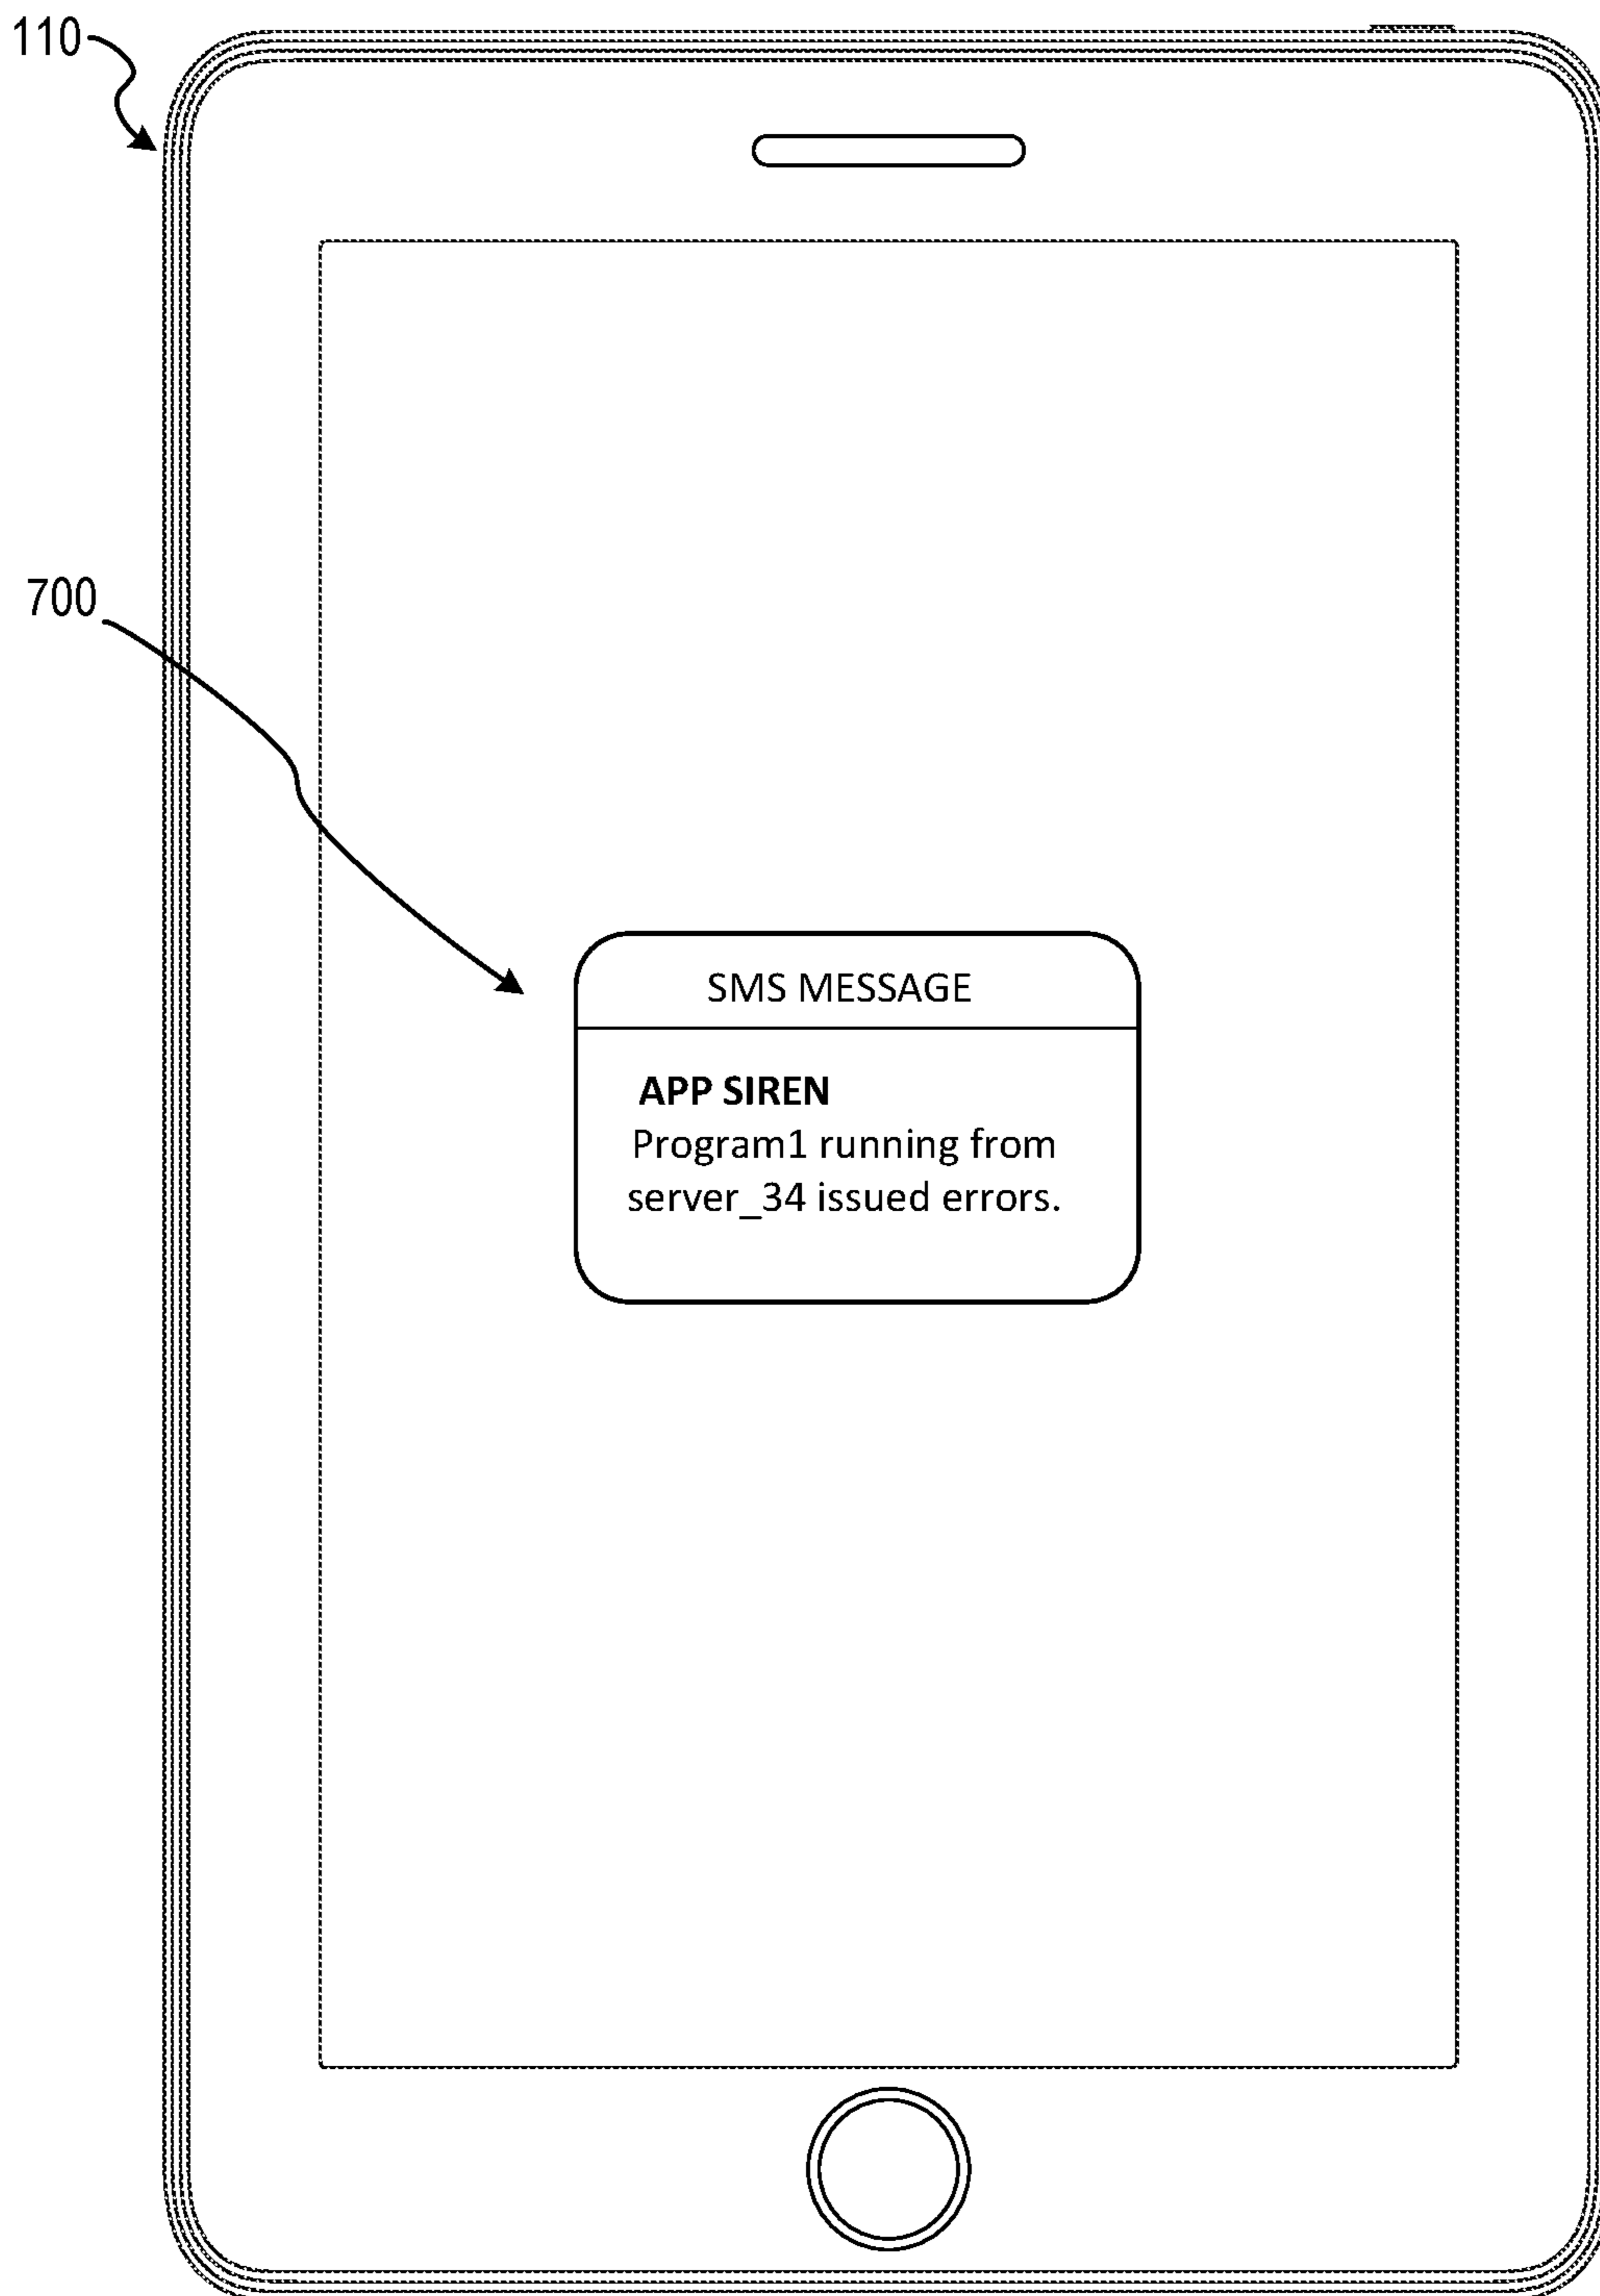 110
700
SMS MESSAGE
APP SIREN
Program1 running from
server_34 issued errors.